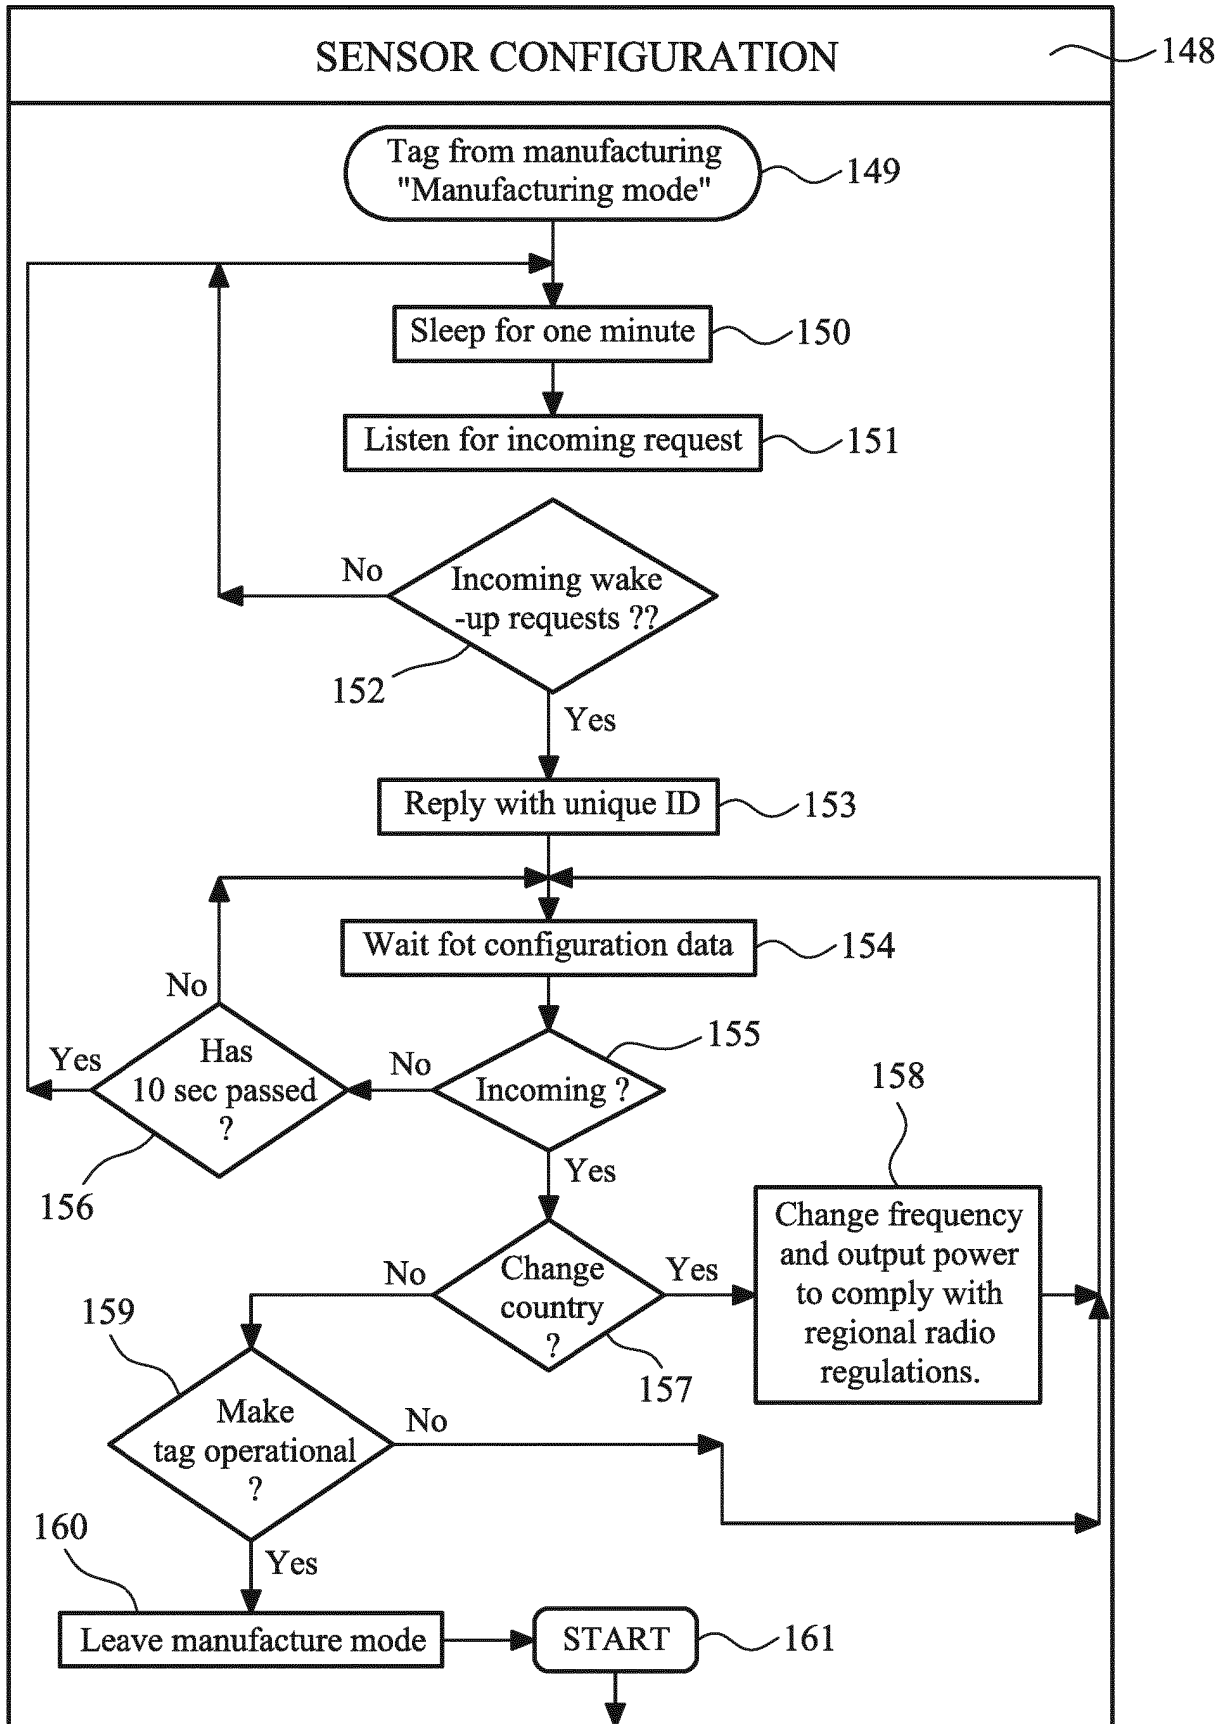 SENSOR CONFIGURATION
148
Tag from manufacturing
"Manufacturing mode"
149
Sleep for one minute
150
Listen for incoming request
151
No
Incoming wake
-up requests ??
152
Yes
Reply with unique ID
153
Wait fot configuration data
154
No
155
Yes
Has
10 sec passed
?
No
Incoming ?
158
156
Yes
Change frequency
and output power
to comply with
regional radio
regulations.
No
Change
country
?
Yes
159
157
Make
tag operational
?
No
160
Yes
Leave manufacture mode
START
161